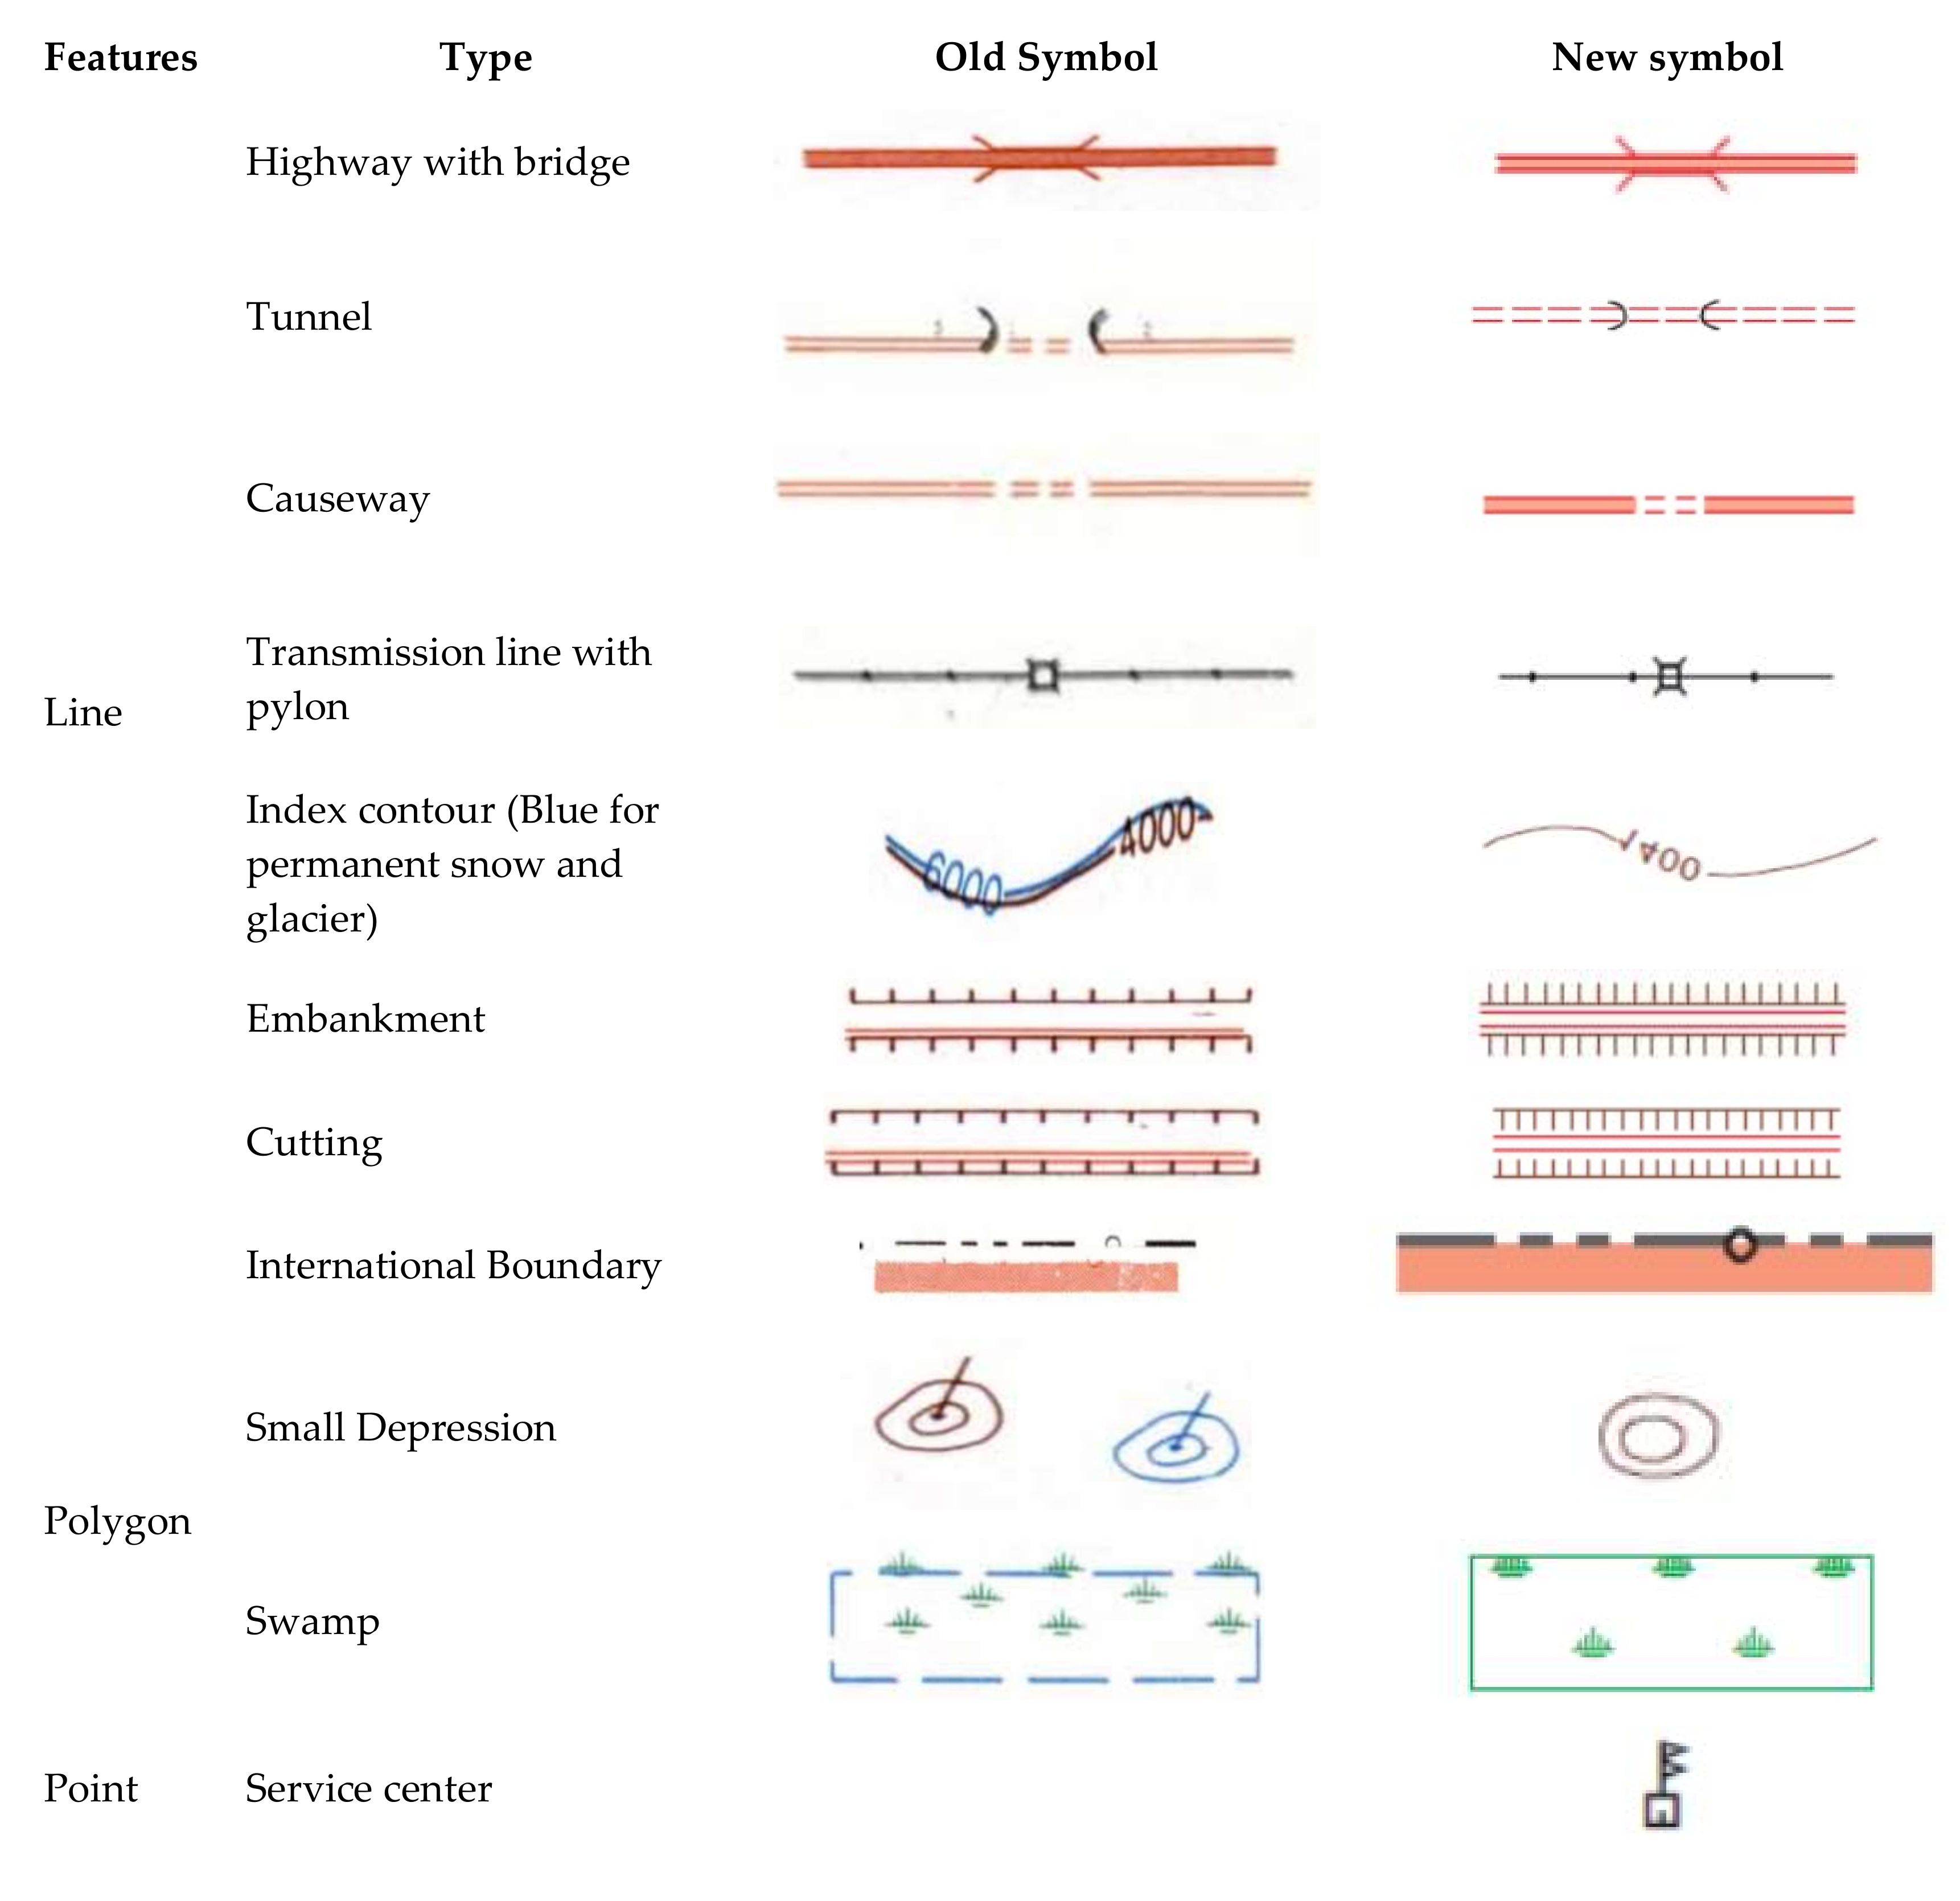 Features Type Old Symbol New symbol
Highway with bridge
Tunnel
Causeway
Transmission line with
pylon
Line
Index contour (Blue for
permanent snow and
glacier)
6000 4000 1400
Embankment
Cutting
International Boundary
Small Depression
Polygon
Swamp
Point Service center